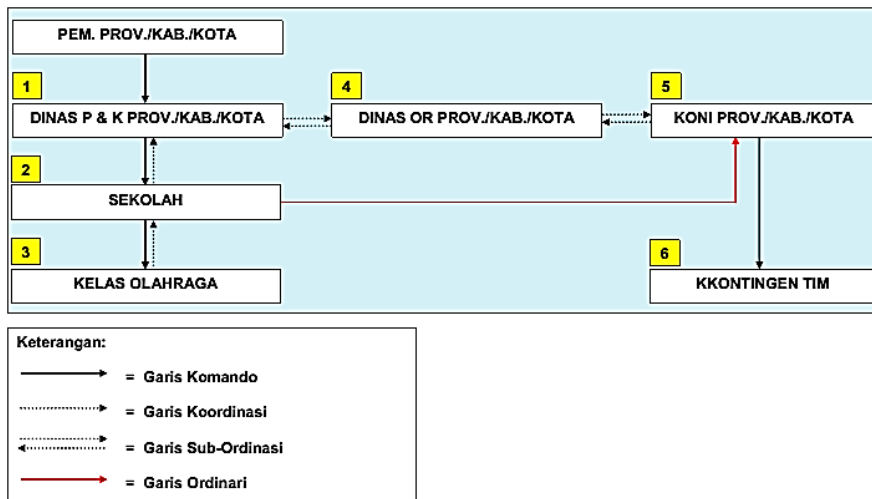 PEM. PROV./KAB./KOTA
1
4
5
DINAS P & K PROV./KAB./KOTA
DINAS OR PROV./KAB./KOTA
KONI PROV./KAB./KOTA
2
SEKOLAH
3
6
KELAS OLAHRAGA
KKONTINGEN TIM
Keterangan:
= Garis Komando
= Garis Koordinasi
= Garis Sub-Ordinasi
= Garis Ordinari